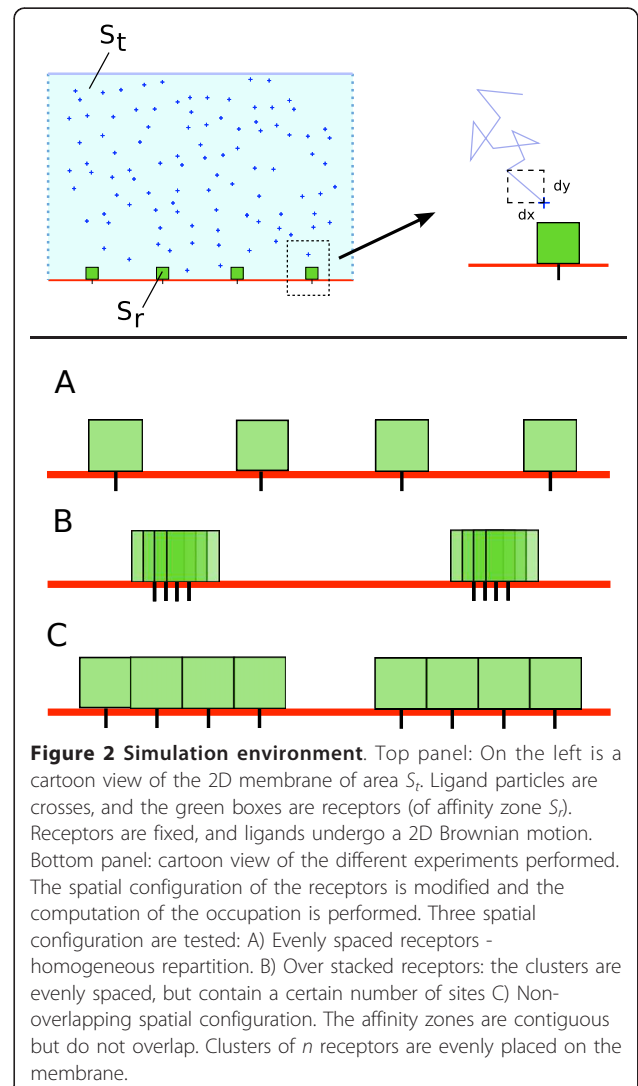 St
Sr
dy
dx
A
B
C
Figure 2 Simulation environment. Top panel: On the left is a
cartoon view of the 2D membrane of area St. Ligand particles are
crosses, and the green boxes are receptors (of affinity zone Sr).
Receptors are fixed, and ligands undergo a 2D Brownian motion.
Bottom panel: cartoon view of the different experiments performed.
The spatial configuration of the receptors is modified and the
computation of the occupation is performed. Three spatial
configuration are tested: A) Evenly spaced receptors -
homogeneous repartition. B) Over stacked receptors: the clusters are
evenly spaced, but contain a certain number of sites C) Non-
overlapping spatial configuration. The affinity zones are contiguous
but do not overlap. Clusters of n receptors are evenly placed on the
membrane.